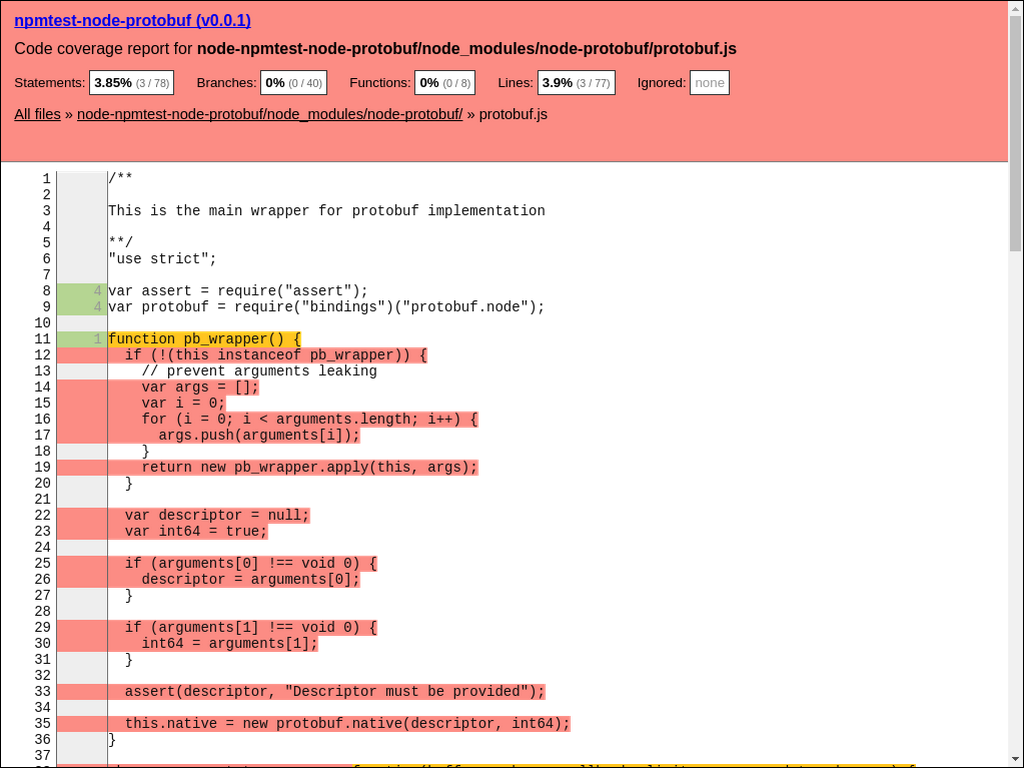 npmtest-node-protobuf (v0.0.1)
Code coverage report for node-npmtest-node-protobuf/node_modules/node-protobuf/protobuf.js
Statements: 3.85% (3 / 78) Branches: 0% (0 / 40) Functions: 0% (0 / 8) Lines: 3.9% (3 / 77) Ignored: none
All files » node-npmtest-node-protobuf/node_modules/node-protobuf/ » protobuf.js
1 /**
2
3 This is the main wrapper for protobuf implementation
4
5 **/
6 "use strict";
7
8 4 var assert = require("assert");
9 4 var protobuf = require("bindings")("protobuf.node");
10
11 1 function pb_wrapper() {
12 if (!(this instanceof pb_wrapper)) {
13 // prevent arguments leaking
14 var args = [];
15 var i = 0;
16 for (i = 0; i < arguments.length; i++) {
17 args.push(arguments[i]);
18 }
19 return new pb_wrapper.apply(this, args);
20 }
21
22 var descriptor = null;
23 var int64 = true;
24
25 if (arguments[0] !== void 0) {
26 descriptor = arguments[0];
27 }
28
29 if (arguments[1] !== void 0) {
30 int64 = arguments[1];
31 }
32
33 assert(descriptor, "Descriptor must be provided");
34
35 this.native = new protobuf.native(descriptor, int64);
36 }
37